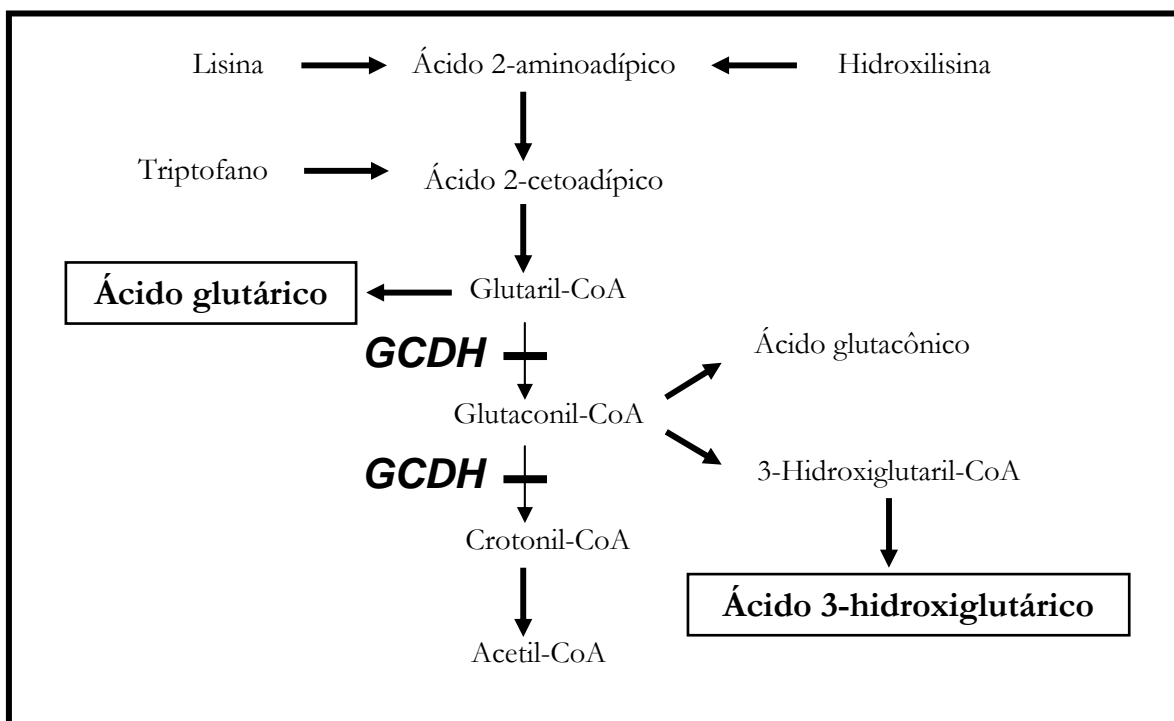 Lisina
Ácido 2-aminoadípico
Hidroxilisina
Triptofano
Ácido 2-cetoadípico
Ácido glutárico
Glutaril-CoA
GCDH
Ácido glutacônico
Glutaconil-CoA
GCDH
3-Hidroxiglutaril-CoA
Crotonil-CoA
Ácido 3-hidroxiglutárico
Acetil-CoA